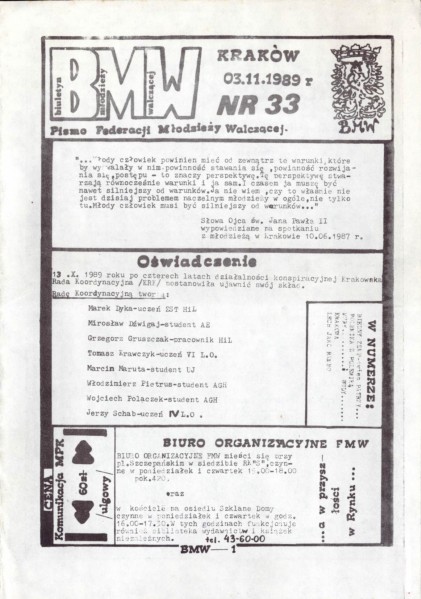 biuletyn
młodzieży
walczącej
BMW
KRAKÓW
03.11.1989 r
NR 33
BMW
Pismo Federacji Młodzieży Walczącej.
"... Młody człowiek powinien mieć od zewnątrz te warunki, które
by wyzwalały w nim powinność stawania się, powinność rozwija-
nia się, postępu - to znaczy perspektywę. Tę perspektywę stwa-
rzają równocześnie warunki i ja sam. I czasem ja muszę być
nawet silniejszy od warunków. Ja nie wiem, czy to właśnie nie
jest dzisiaj problemem naczelnym młodzieży w ogóle, nie tylko
tu. Młody człowiek musi być silniejszy od warunków..."
Słowa Ojca św. Jana Pawła II
wypowiedziane na spotkaniu
z młodzieżą w Krakowie 10.06.1987 r.
Oświadczenie
13 .X. 1989 roku po czterech latach działalności konspiracyjnej Krakowska
Rada Koordynacyjna /KRK/ postanowiła ujawnić swój skład.
Radę Koordynacyjną tworzą:
Marek Dyka-uczeń ZST HiL
Mirosław Dźwigaj-student AE
Grzegorz Gruszczak-pracownik HiL
Tomasz Krawczyk-uczeń VI L.O.
Marcin Maruta-student UJ
Włodzimierz Pietrus-student AGH
Wojciech Polaczek-student AGH
Jerzy Schab-uczeń IV L.O.
W NUMERZE:
CENA
Komunikacja MPK
60zł
/ulgowy/
BIURO ORGANIZACYJNE FMW
BIURO ORGANIZACYJNE FMW mieści się przy
pl. Szczepańskim w siedzibie NZS, czyn-
ne w poniedziałek i czwartek 16.00-18.00
pok.
oraz
w kościele na osiedlu Szklane Domy
czynne w poniedziałek i czwartek w godz.
16.00-17.30. W tych godzinach funkcjonuje
również biblioteka wydawnictw i książek
niezależnych.
tel. 43-60-00
...a w przysz-
łości
w Rynku ...
BMW — 1